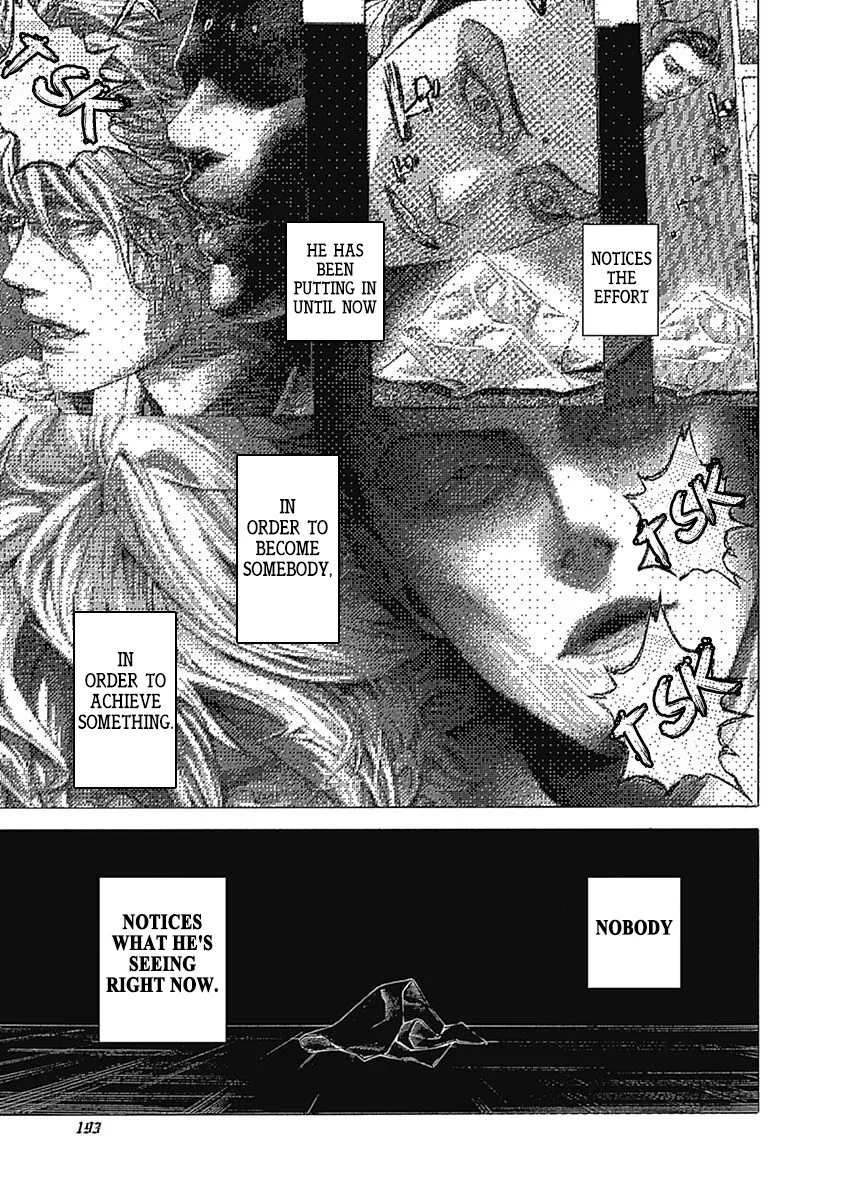 NOTICES
THE
EFFORT
HE HAS
BEEN
PUTTING IN
UNTIL NOW
TSK
TSK
TSK
TSK
IN
ORDER TO
BECOME
SOMEBODY,
IN
ORDER TO
ACHIEVE
SOMETHING.
NOBODY
NOTICES
WHAT HE'S
SEEING
RIGHT NOW.
193